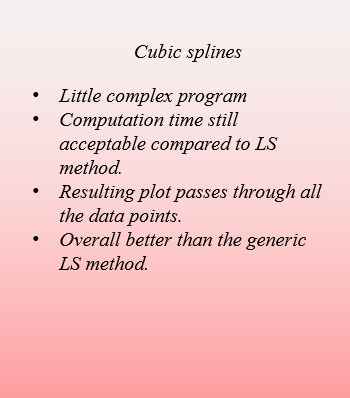 Cubic splines
• Little complex program
• Computation time still
acceptable compared to LS
method.
• Resulting plot passes through all
the data points.
• Overall better than the generic
LS method.